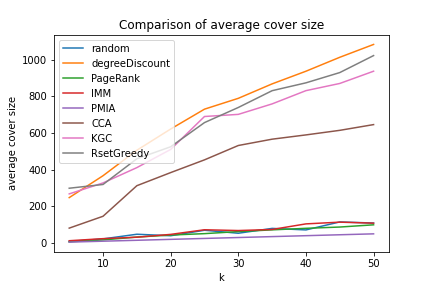 Comparison of average cover size
average cover size
1000
800
600
400
200
0
random
degreeDiscount
PageRank
IMM
PMIA
CCA
KGC
RsetGreedy
10
20
30
40
50
k